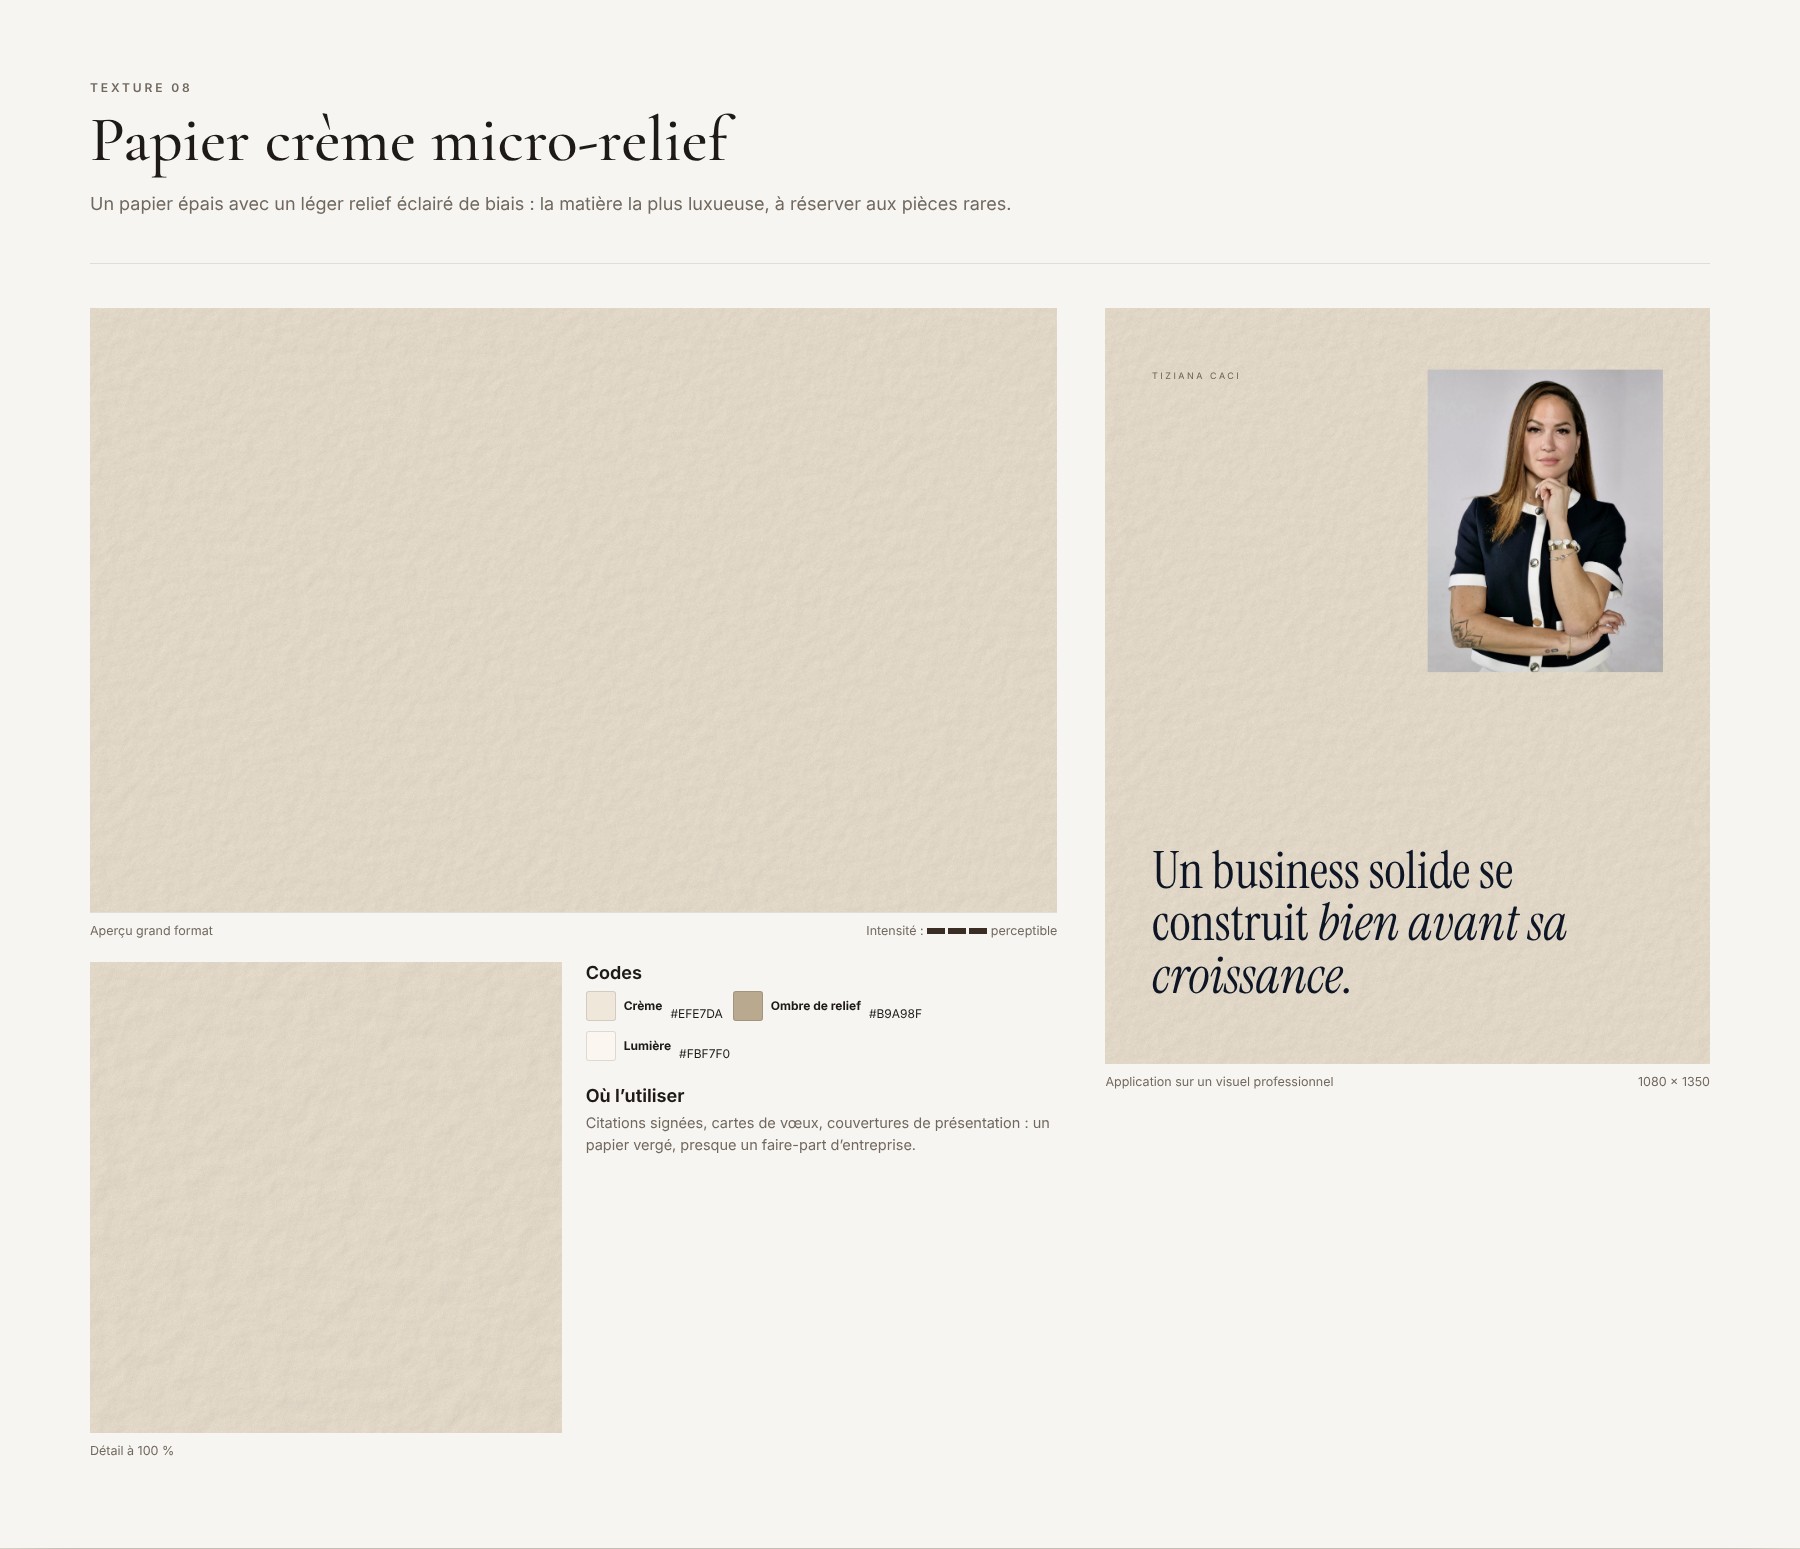 TEXTURE 08
Papier crème micro-relief
Un papier épais avec un léger relief éclairé de biais : la matière la plus luxueuse, à réserver aux pièces rares.
Aperçu grand format
Intensité : perceptible
Codes
Crème #EFE7DA Ombre de relief #B9A98F
Lumière #FBF7F0
Où l’utiliser
Citations signées, cartes de vœux, couvertures de présentation : un
papier vergé, presque un faire-part d’entreprise.
Détail à 100 %
TIZIANA CACI
Un business solide se
construit bien avant sa
croissance.
Application sur un visuel professionnel
1080 × 1350